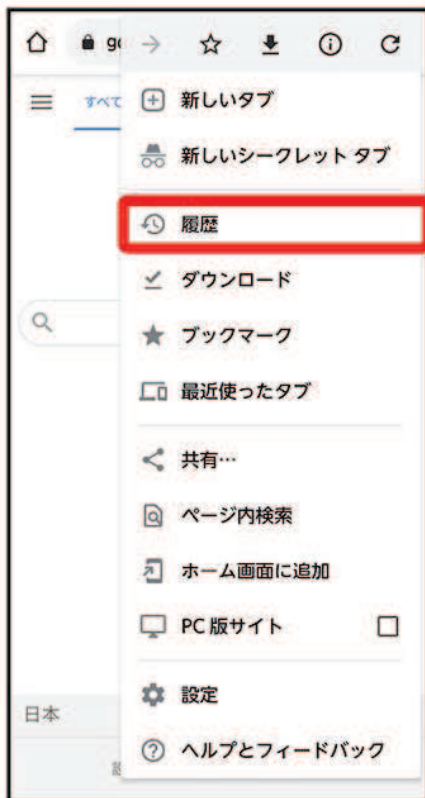 すべて
新しいタブ
新しいシークレット タブ
履歴
ダウンロード
ブックマーク
最近使ったタブ
共有…
ページ内検索
ホーム画面に追加
PC 版サイト
設定
日本
ヘルプとフィードバック